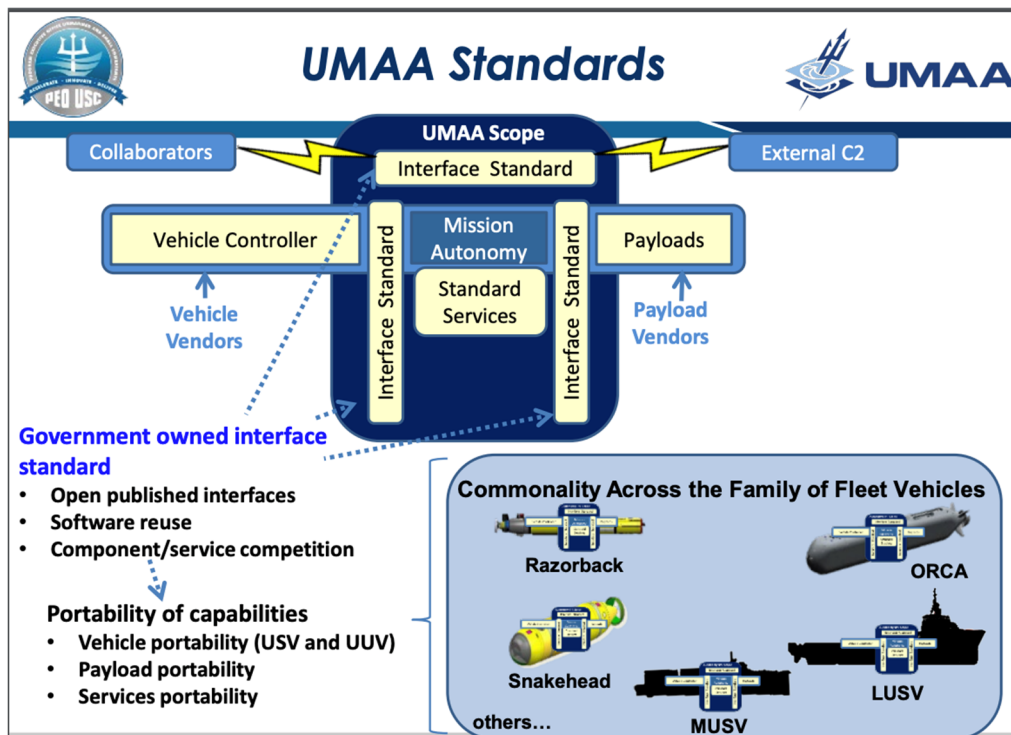 UMAA Standards
ACCELERATE - INNOVATE - DELIVER
PEO USC
UMAA
UMAA Scope
Collaborators
Interface Standard
External C2
Vehicle Controller
Interface Standard
Mission
Autonomy
Interface Standard
Payloads
Standard
Services
Vehicle
Vendors
Payload
Vendors
Government owned interface
standard
• Open published interfaces
• Software reuse
• Component/service competition
Portability of capabilities
• Vehicle portability (USV and UUV)
• Payload portability
• Services portability
Commonality Across the Family of Fleet Vehicles
Razorback
ORCA
Snakehead
LUSV
MUSV
others...